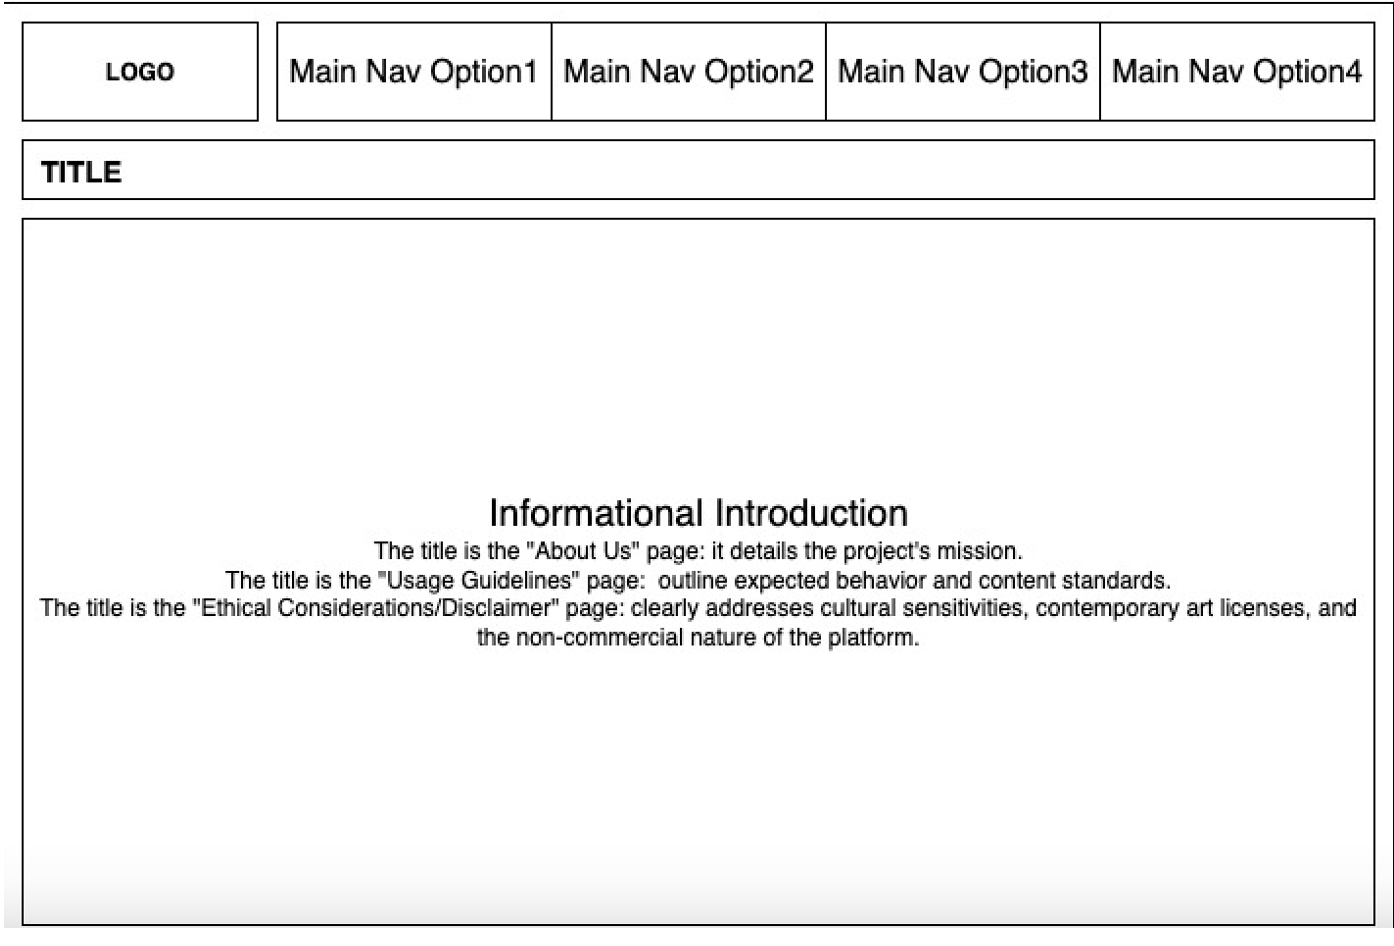 LOGO
Main Nav Option1
Main Nav Option2
Main Nav Option3
Main Nav Option4
TITLE
Informational Introduction
The title is the "About Us" page: it details the project's mission.
The title is the "Usage Guidelines" page:  outline expected behavior and content standards.
The title is the "Ethical Considerations/Disclaimer" page: clearly addresses cultural sensitivities, contemporary art licenses, and
the non-commercial nature of the platform.